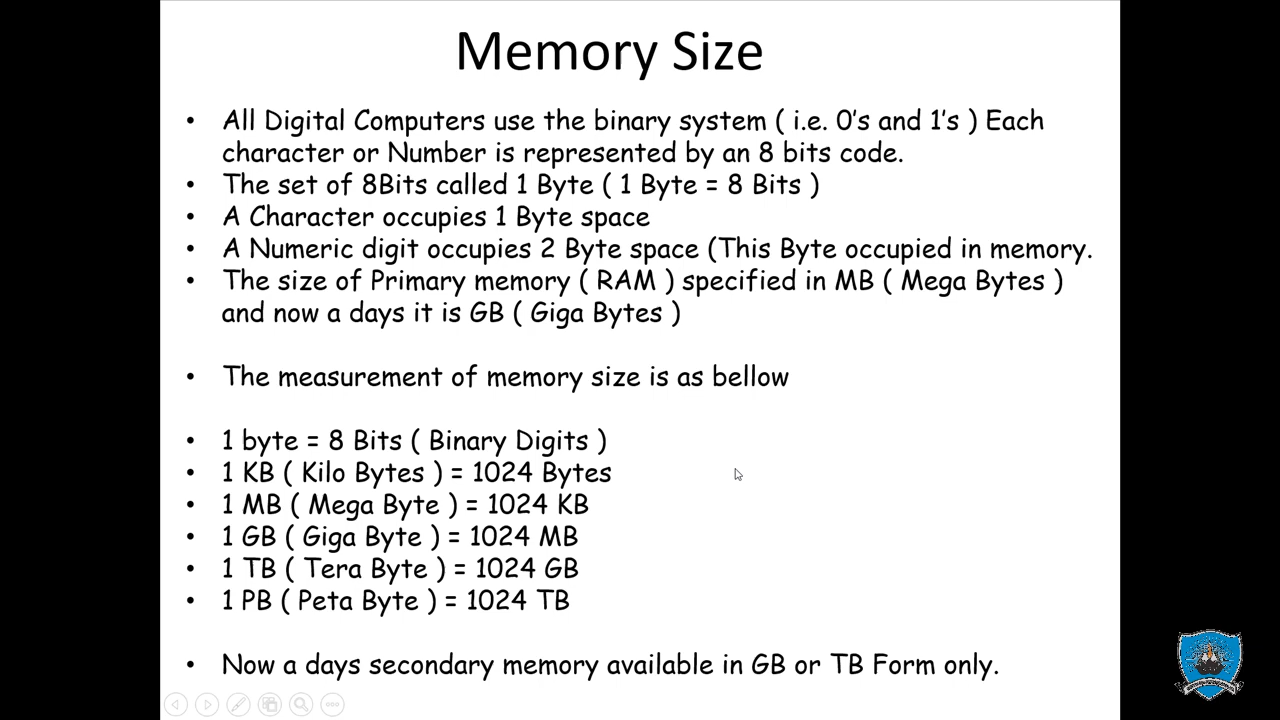 Memory Size
• All Digital Computers use the binary system ( i.e. 0's and 1's ) Each
character or Number is represented by an 8 bits code.
• The set of 8Bits called 1 Byte ( 1 Byte = 8 Bits )
• A Character occupies 1 Byte space
• A Numeric digit occupies 2 Byte space (This Byte occupied in memory.
• The size of Primary memory ( RAM ) specified in MB ( Mega Bytes )
and now a days it is GB ( Giga Bytes )
• The measurement of memory size is as bellow
• 1 byte = 8 Bits ( Binary Digits )
• 1 KB ( Kilo Bytes ) = 1024 Bytes
• 1 MB ( Mega Byte ) = 1024 KB
• 1 GB ( Giga Byte ) = 1024 MB
• 1 TB ( Tera Byte ) = 1024 GB
• 1 PB ( Peta Byte ) = 1024 TB
• Now a days secondary memory available in GB or TB Form only.